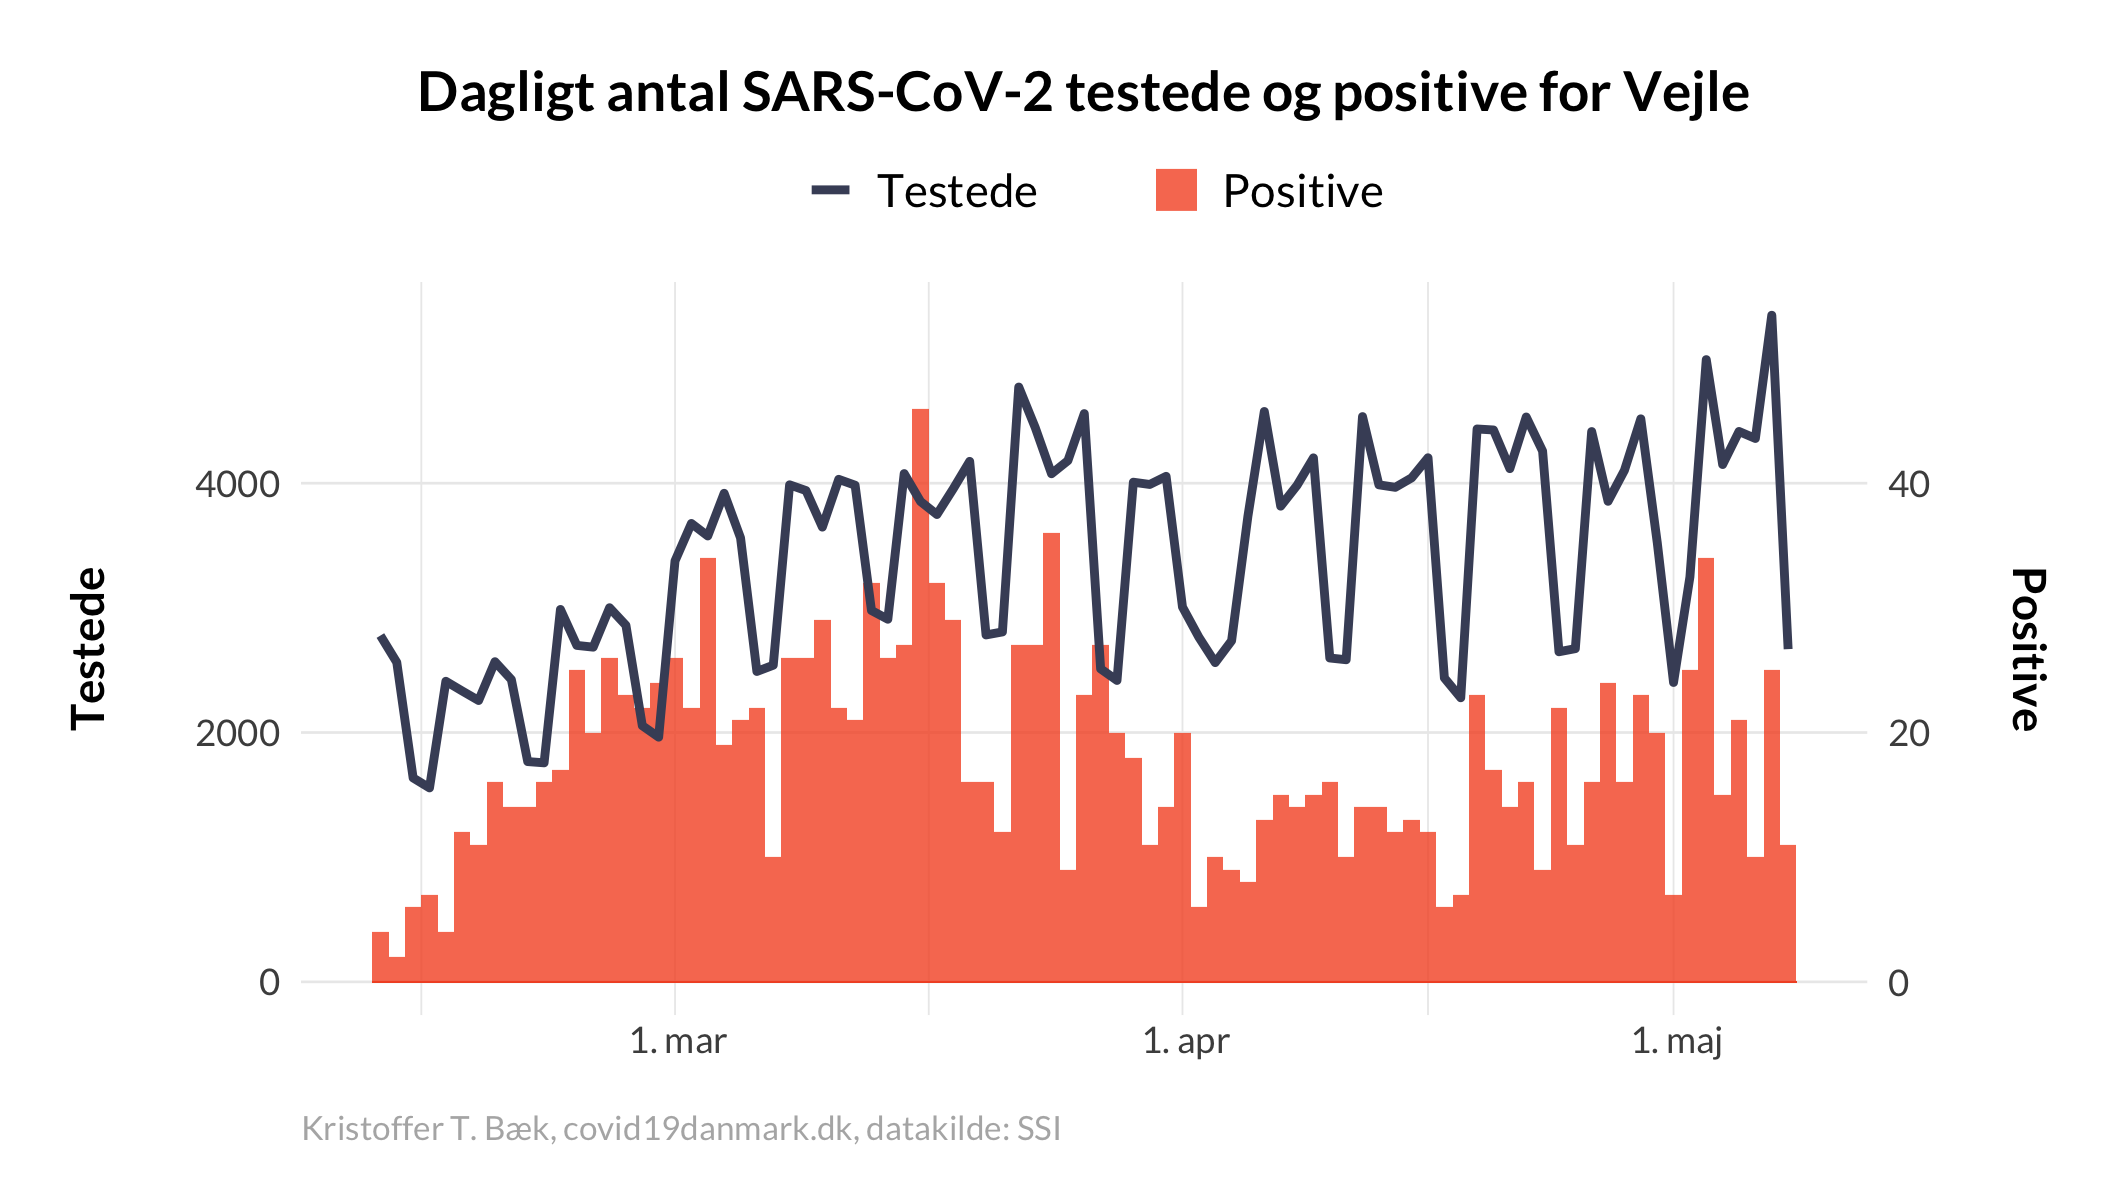 Dagligt antal SARS-CoV-2 testede og positive for Vejle
Testede
Positive
Testede
4000
2000
0
40
20
0
Positive
1. mar
1. apr
1. maj
Kristoffer T. Bæk, covid19danmark.dk, datakilde: SSI